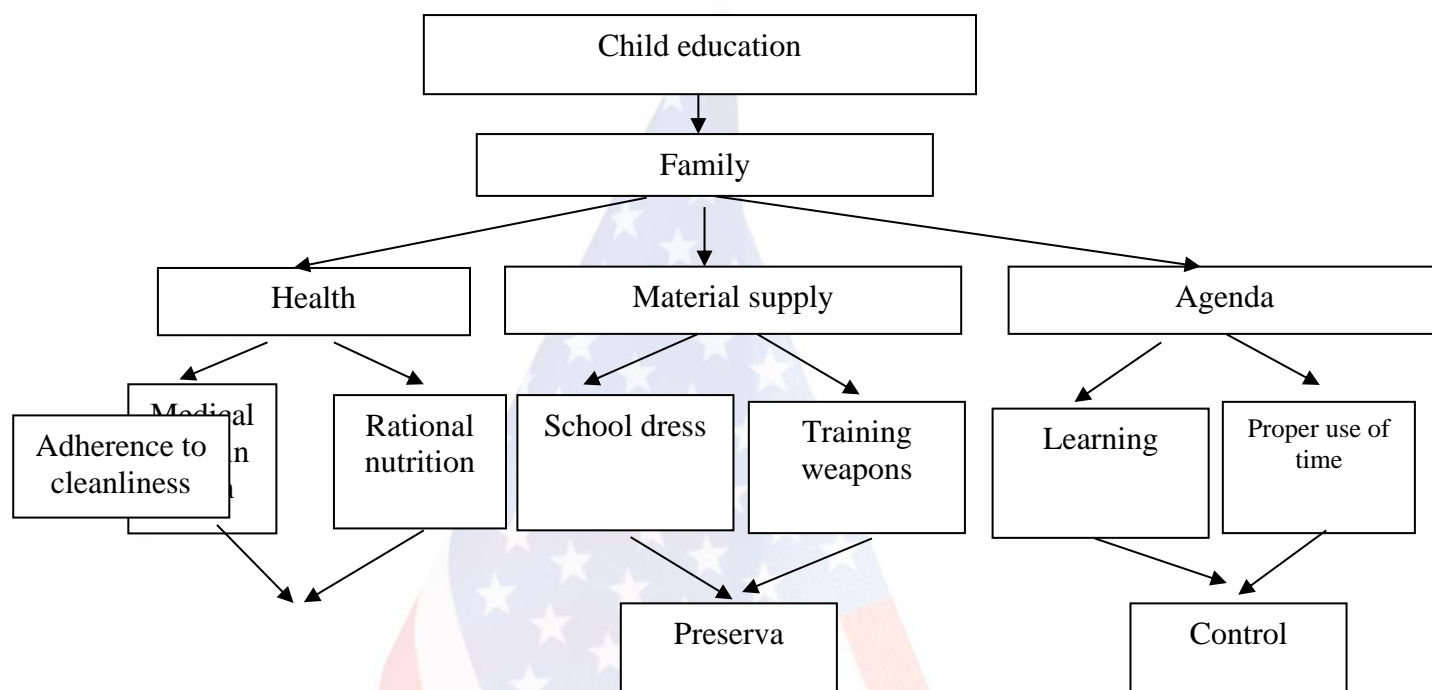 Child education
Family
Health
Material supply
Agenda
Medical
Adherence to
cleanliness
Rational
nutrition
School dress
Training
weapons
Learning
Proper use of
time
Preserva
Control